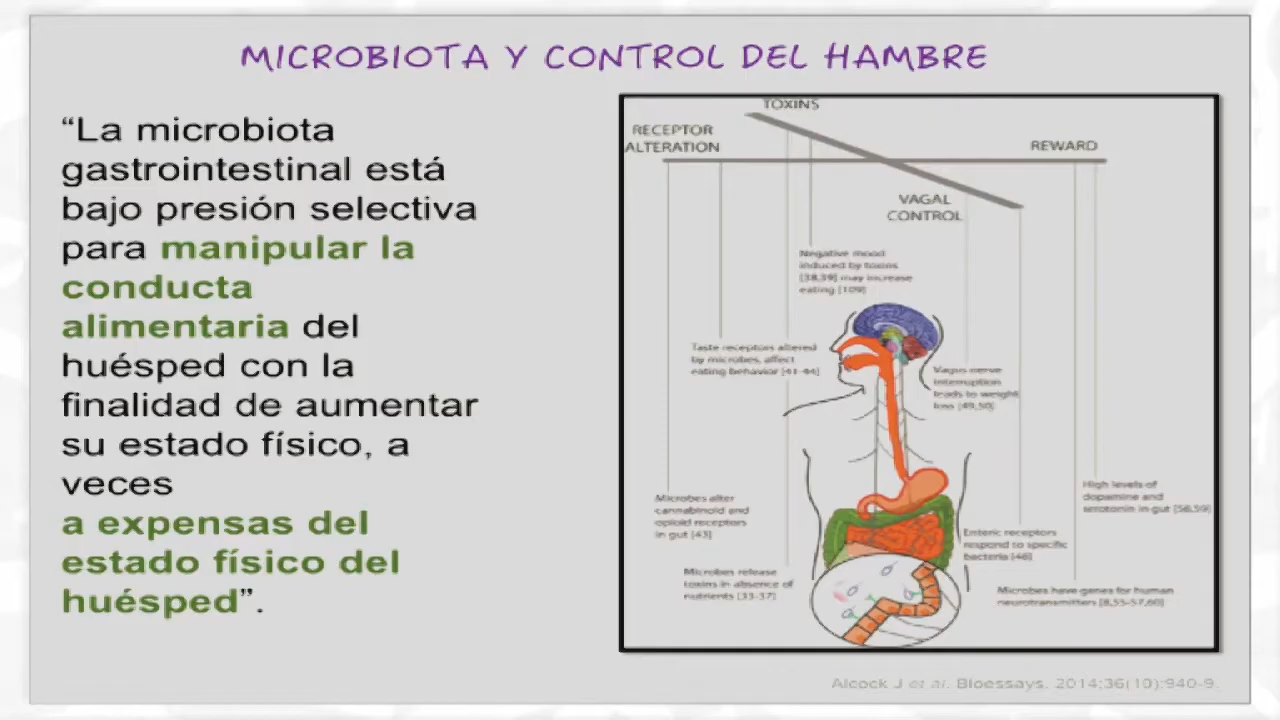 MICROBIOTA Y CONTROL DEL HAMBRE
“La microbiota
gastrointestinal está
bajo presión selectiva
para manipular la
conducta
alimentaria del
huésped con la
finalidad de aumentar
su estado físico, a
veces
a expensas del
estado físico del
huésped”.
TOXINS
RECEPTOR
ALTERATION
REWARD
VAGAL
CONTROL
Negative mood
induced by toxins
[38,39] may increase
eating [109]
Taste receptors altered
by microbes, affect
eating behavior [41-44]
Vagus nerve
interruption
leads to weight
loss [49,50]
Microbes alter
cannabinoid and
opioid receptors
in gut [43]
High levels of
dopamine and
serotonin in gut [58,59]
Enteric receptors
respond to specific
bacteria [48]
Microbes release
toxins in absence of
nutrients [33-37]
Microbes have genes for human
neurotransmitters [8,55-57,60]
Alcock J et al. Bloessays. 2014;36(10):940-9.